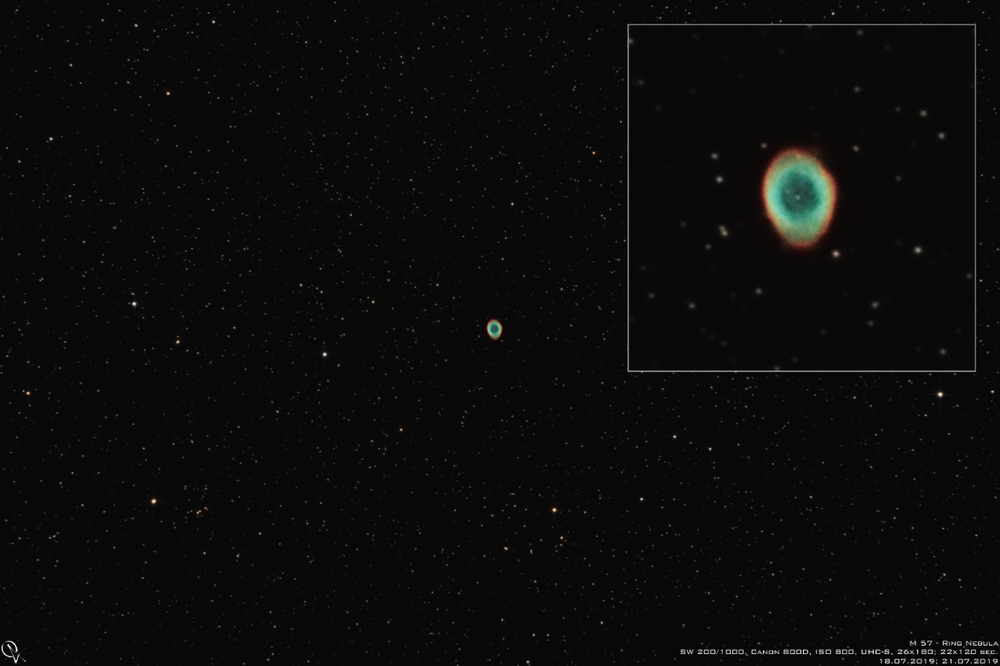 M 57 - Ring Nebula
SW 200/1000, Canon 600D, ISO 800, UHC-S, 26x180; 22x120 sec.
18.07.2019; 21.07.2019